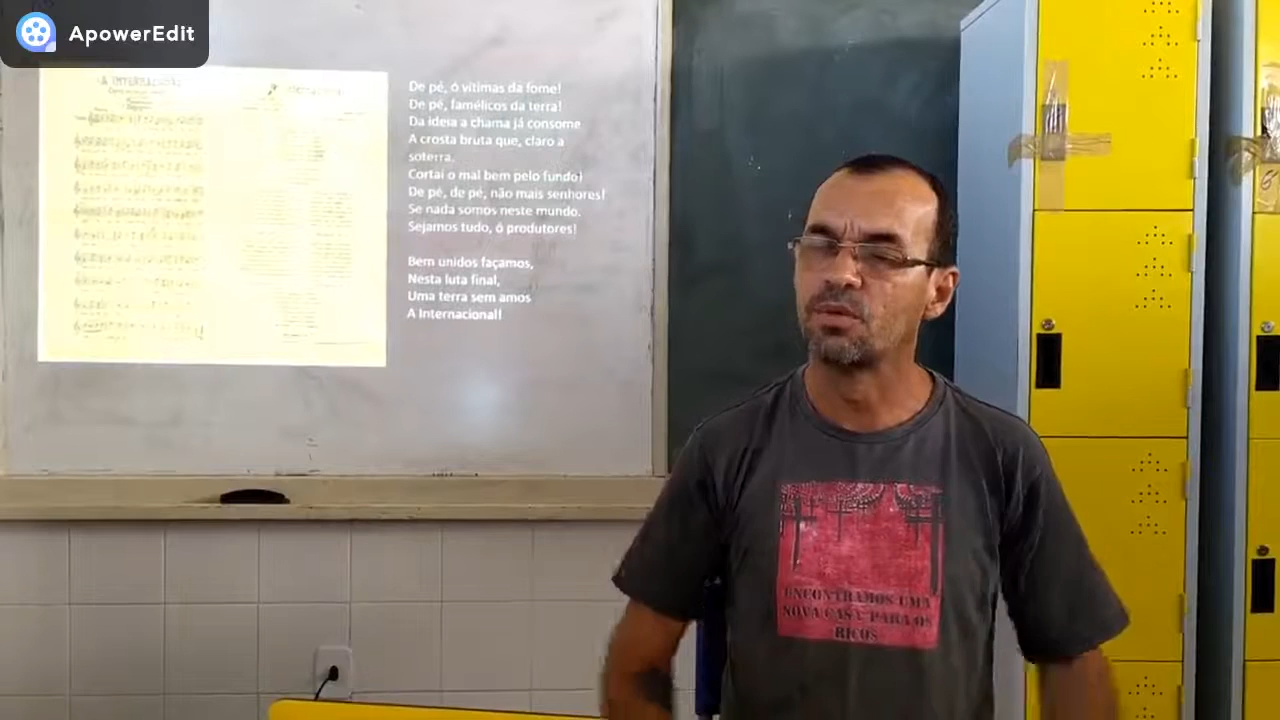 ApowerEdit
A INTERNACIONAL
De pé, ó vítimas da fome!
De pé, famélicos da terra!
Da ideia a chama já consome
A crosta bruta que, claro a
soterra.
Cortai o mal bem pelo fundo!
De pé, de pé, não mais senhores!
Se nada somos neste mundo.
Sejamos tudo, ó produtores!
Bem unidos façamos,
Nesta luta final,
Uma terra sem amos
A Internacional!
ENCONTRAMOS UMA
NOVA CASA PARA OS
RICOS